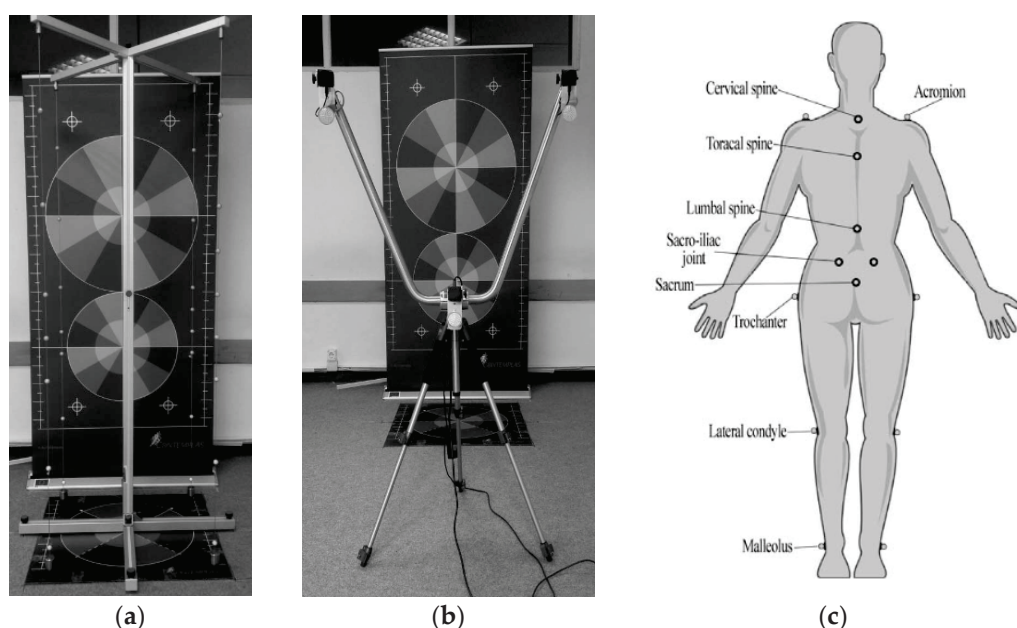 Cervical spine
Acromion
Toracal spine
Lumbal spine
Sacro-iliac
joint
Sacrum
Trochanter
Lateral condyle
Malleolus
(a)
(b)
(c)